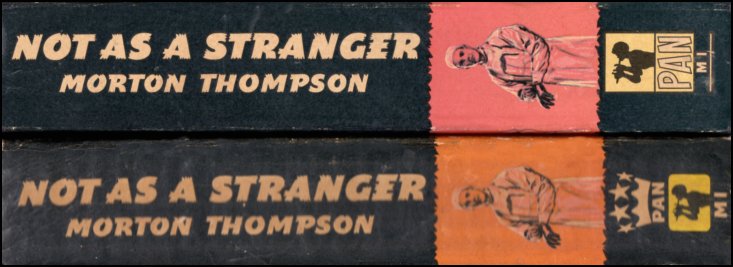 NOT AS A STRANGER
MORTON THOMPSON
PAN
M1
NOT AS A STRANGER
MORTON THOMPSON
PAN
M1